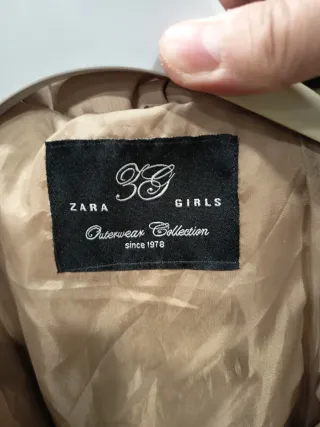 ZG
ZARA GIRLS
Outerwear Collection
since 1978